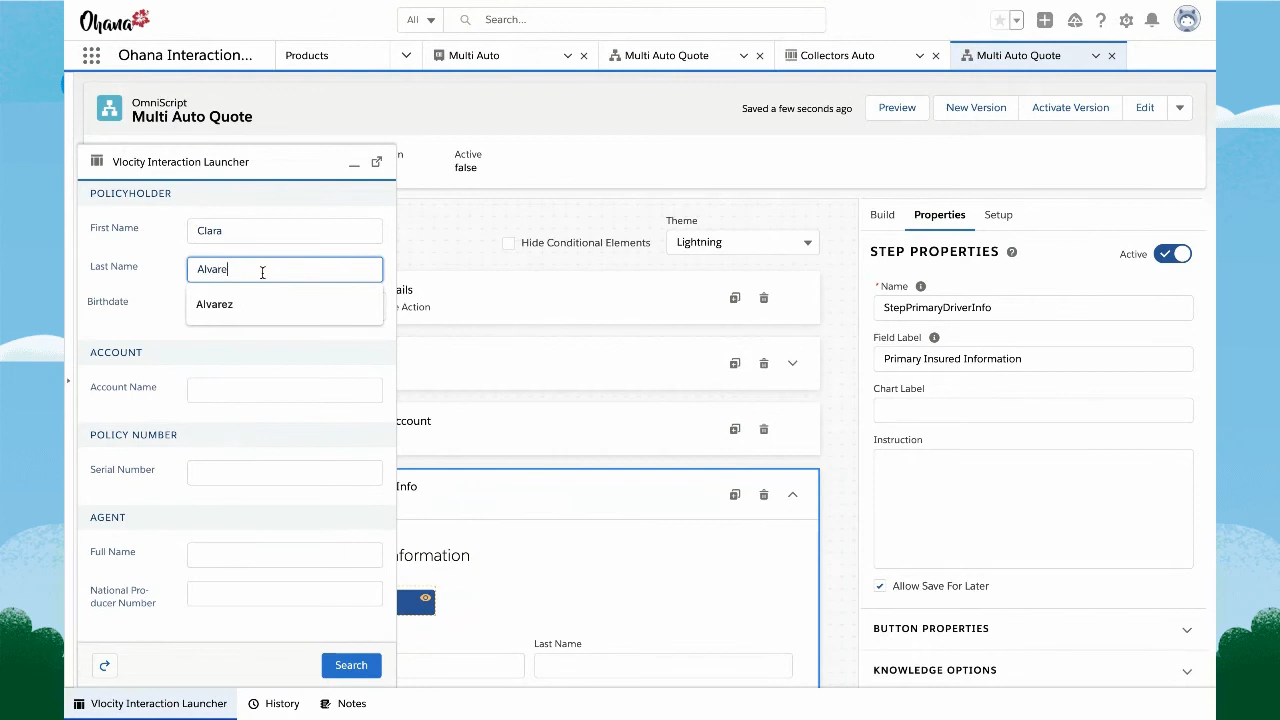 Ohana
All
Search...
Ohana Interaction...
Products
Multi Auto
Multi Auto Quote
Collectors Auto
Multi Auto Quote
OmniScript
Multi Auto Quote
Saved a few seconds ago
Preview
New Version
Activate Version
Edit
n
Active
false
Vlocity Interaction Launcher
POLICYHOLDER
First Name
Clara
Last Name
Alvare
Alvarez
Birthdate
ACCOUNT
Account Name
POLICY NUMBER
Serial Number
AGENT
Full Name
National Pro-
ducer Number
Search
Hide Conditional Elements
Theme
Lightning
ails
e Action
ccount
Info
nformation
Last Name
Build
Properties
Setup
STEP PROPERTIES
Active
* Name
StepPrimaryDriverInfo
Field Label
Primary Insured Information
Chart Label
Instruction
Allow Save For Later
BUTTON PROPERTIES
KNOWLEDGE OPTIONS
Vlocity Interaction Launcher
History
Notes